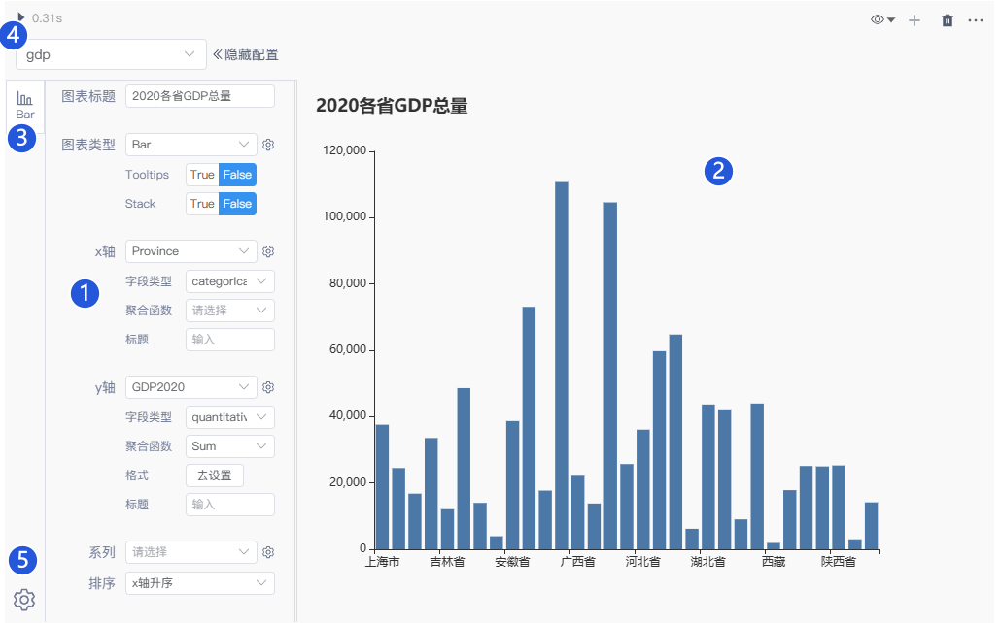 0.31s
4
gdp
隐藏配置
Bar
3
图表标题 2020各省GDP总量
图表类型 Bar
Tooltips True False
Stack True False
x轴 Province
字段类型 categorica
1
聚合函数 请选择
标题 输入
y轴 GDP2020
字段类型 quantitativ
聚合函数 Sum
格式 去设置
标题 输入
系列 请选择
5
排序 x轴升序
2020各省GDP总量
2
120,000
100,000
80,000
60,000
40,000
20,000
0
上海市 吉林省 安徽省 广西省 河北省 湖北省 西藏 陕西省